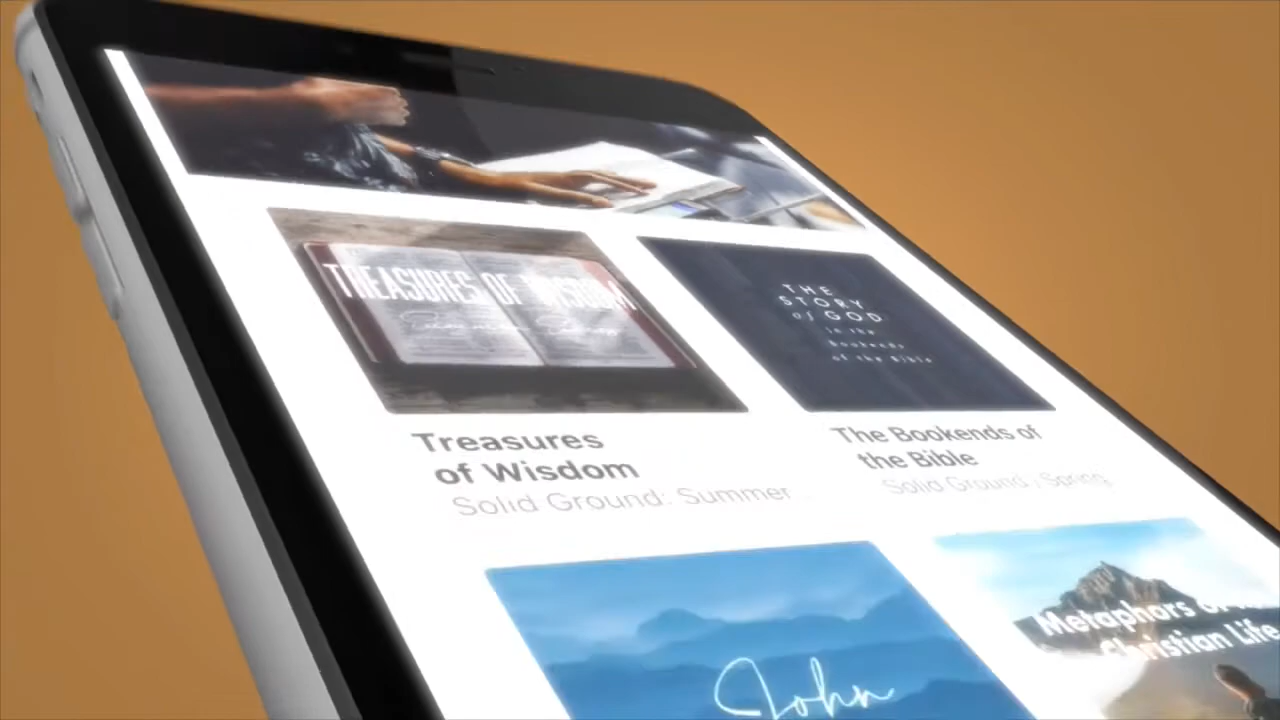 TREASURES OF WISDOM
THE
STORY
of GOD
in the
Bookends
of the Bible
Treasures
of Wisdom
Solid Ground: Summer
The Bookends of
the Bible
Solid Ground: Spring
John
Metaphors
Christian Life